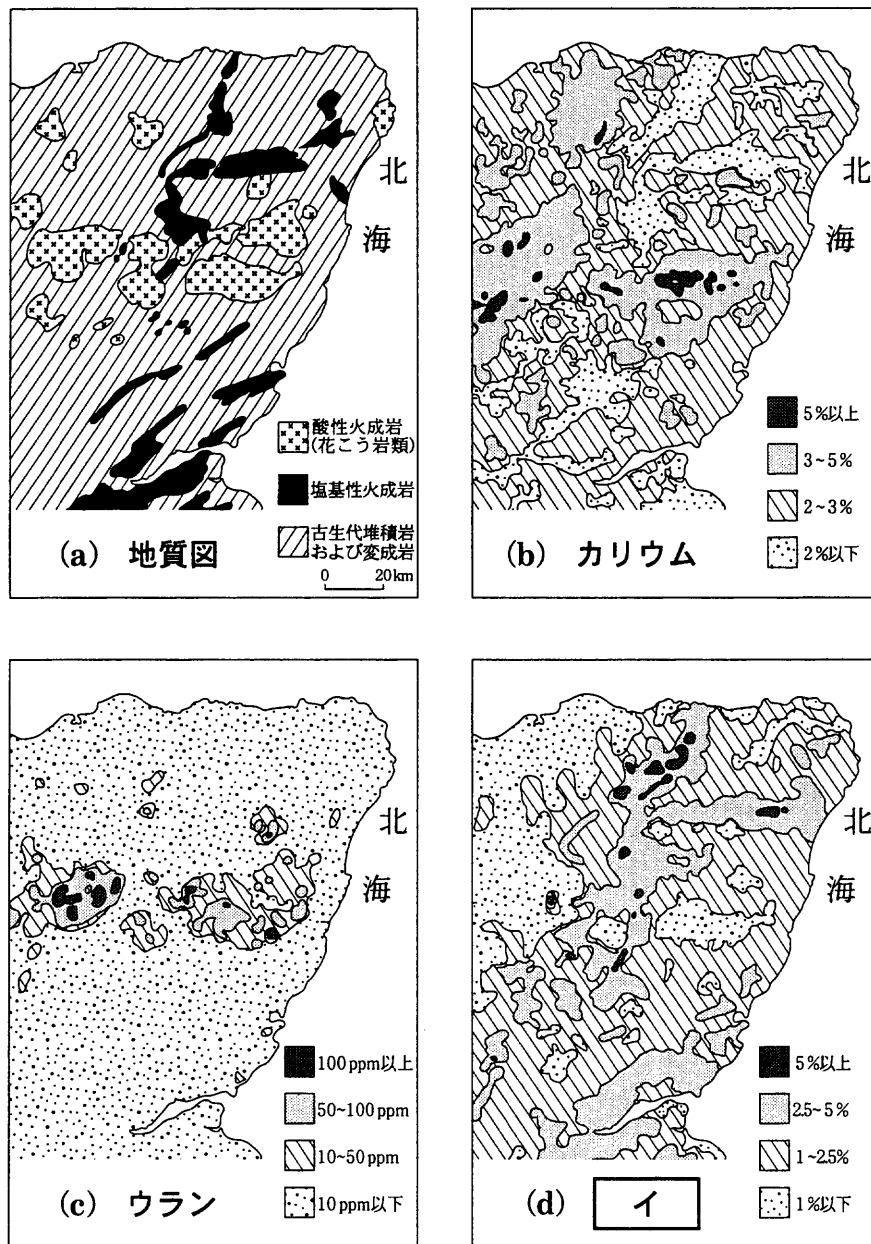 北
海
酸性火成岩
(花こう岩類)
塩基性火成岩
古生代堆積岩
および変成岩
0 20 km
(a) 地質図
北
海
5%以上
3~5%
2~3%
2%以下
(b) カリウム
北
海
100 ppm以上
50~100 ppm
10~50 ppm
10 ppm以下
(c) ウラン
北
海
5%以上
2.5~5%
1~2.5%
1%以下
(d) イ